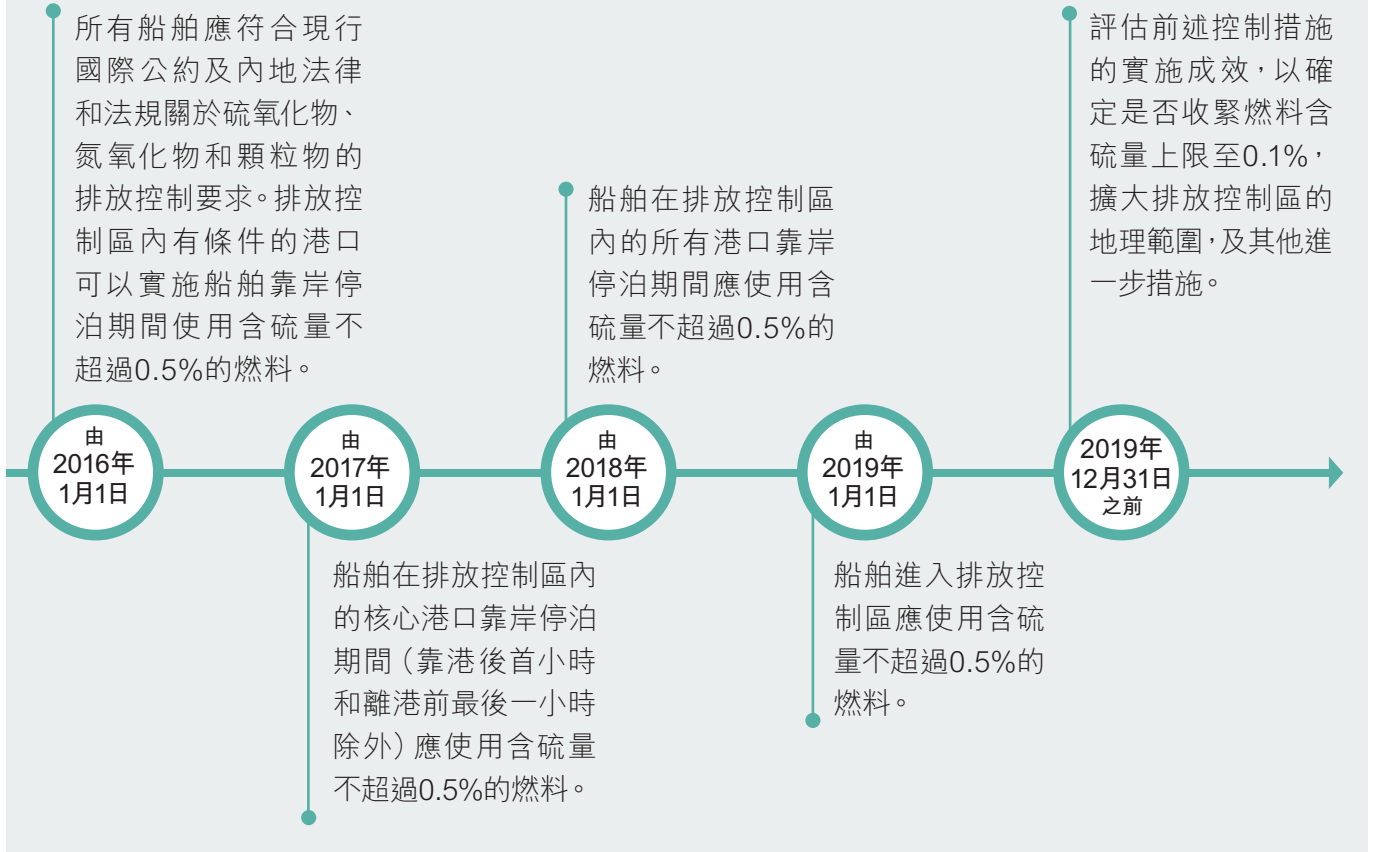 所有船舶應符合現行
國際公約及內地法律
和法規關於硫氧化物、
氮氧化物和顆粒物的
排放控制要求。排放控
制區內有條件的港口
可以實施船舶靠岸停
泊期間使用含硫量不
超過0.5%的燃料。
由
2016年
1月1日
船舶在排放控制區內
的核心港口靠岸停泊
期間（靠港後首小時
和離港前最後一小時
除外）應使用含硫量
不超過0.5%的燃料。
由
2017年
1月1日
船舶在排放控制區
內的所有港口靠岸
停泊期間應使用含
硫量不超過0.5%的
燃料。
由
2018年
1月1日
船舶進入排放控
制區應使用含硫
量不超過0.5%的
燃料。
由
2019年
1月1日
評估前述控制措施
的實施成效，以確
定是否收緊燃料含
硫量上限至0.1%，
擴大排放控制區的
地理範圍，及其他進
一步措施。
2019年
12月31日
之前